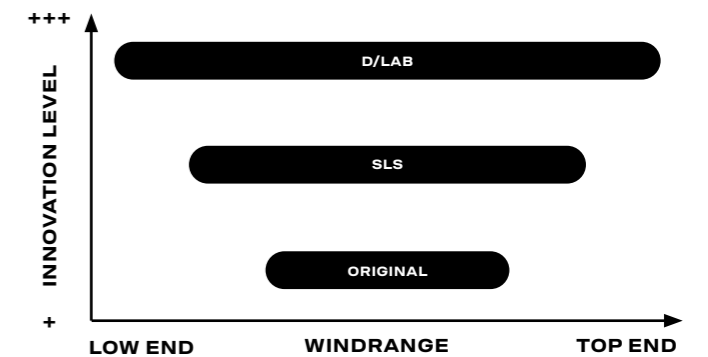 +++
D/LAB
INNOVATION LEVEL
SLS
ORIGINAL
+
LOW END
WINDRANGE
TOP END